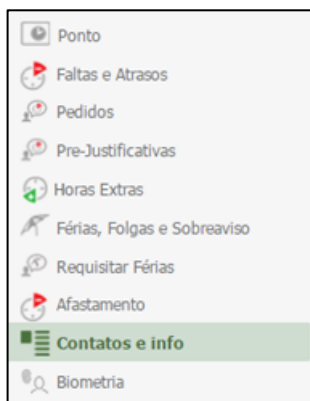 Ponto
Faltas e Atrasos
Pedidos
Pre-Justificativas
Horas Extras
Férias, Folgas e Sobreaviso
Requisitar Férias
Afastamento
Contatos e info
Biometria